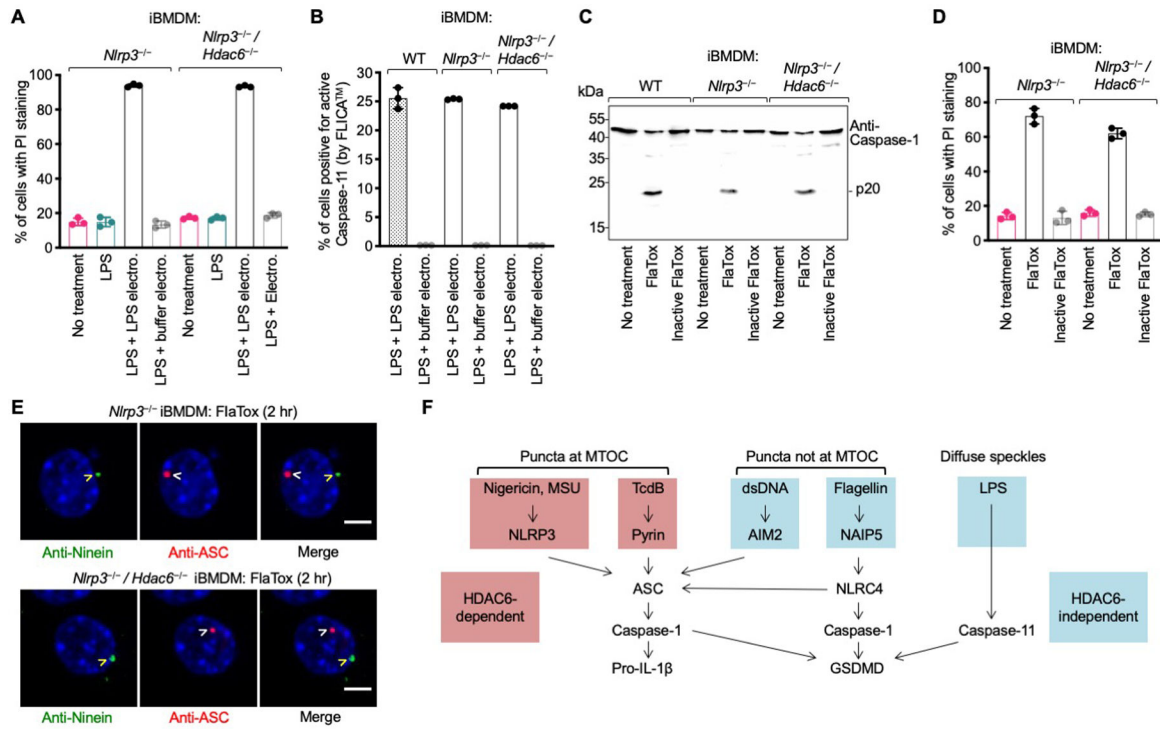 A
iBMDM:
Nlrp3–/–
Nlrp3–/– /
Hdac6–/–
% of cells with PI staining
100
80
60
40
20
0
No treatment
LPS
LPS + LPS electro.
LPS + buffer electro.
No treatment
LPS
LPS + LPS electro.
LPS + Electro.
B
iBMDM:
WT
Nlrp3–/–
Nlrp3–/– /
Hdac6–/–
% of cells positive for active
Caspase-11 (by FLICA™)
30
25
20
15
10
5
0
LPS + LPS electro.
LPS + buffer electro.
LPS + LPS electro.
LPS + buffer electro.
LPS + LPS electro.
LPS + buffer electro.
C
iBMDM:
WT
Nlrp3–/–
Nlrp3–/– /
Hdac6–/–
kDa
55
40
35
25
15
Anti-
Caspase-1
p20
No treatment
FlaTox
Inactive FlaTox
No treatment
FlaTox
Inactive FlaTox
No treatment
FlaTox
Inactive FlaTox
D
iBMDM:
Nlrp3–/–
Nlrp3–/– /
Hdac6–/–
% of cells with PI staining
100
80
60
40
20
0
No treatment
FlaTox
Inactive FlaTox
No treatment
FlaTox
Inactive FlaTox
E
Nlrp3–/– iBMDM: FlaTox (2 hr)
Anti-Ninein Anti-ASC Merge
Nlrp3–/– / Hdac6–/– iBMDM: FlaTox (2 hr)
Anti-Ninein Anti-ASC Merge
F
Puncta at MTOC Puncta not at MTOC Diffuse speckles
Nigericin, MSU TcdB dsDNA Flagellin LPS
NLRP3 Pyrin AIM2 NAIP5
HDAC6-
dependent
ASC NLRC4
HDAC6-
independent
Caspase-1 Caspase-1 Caspase-11
Pro-IL-1β GSDMD